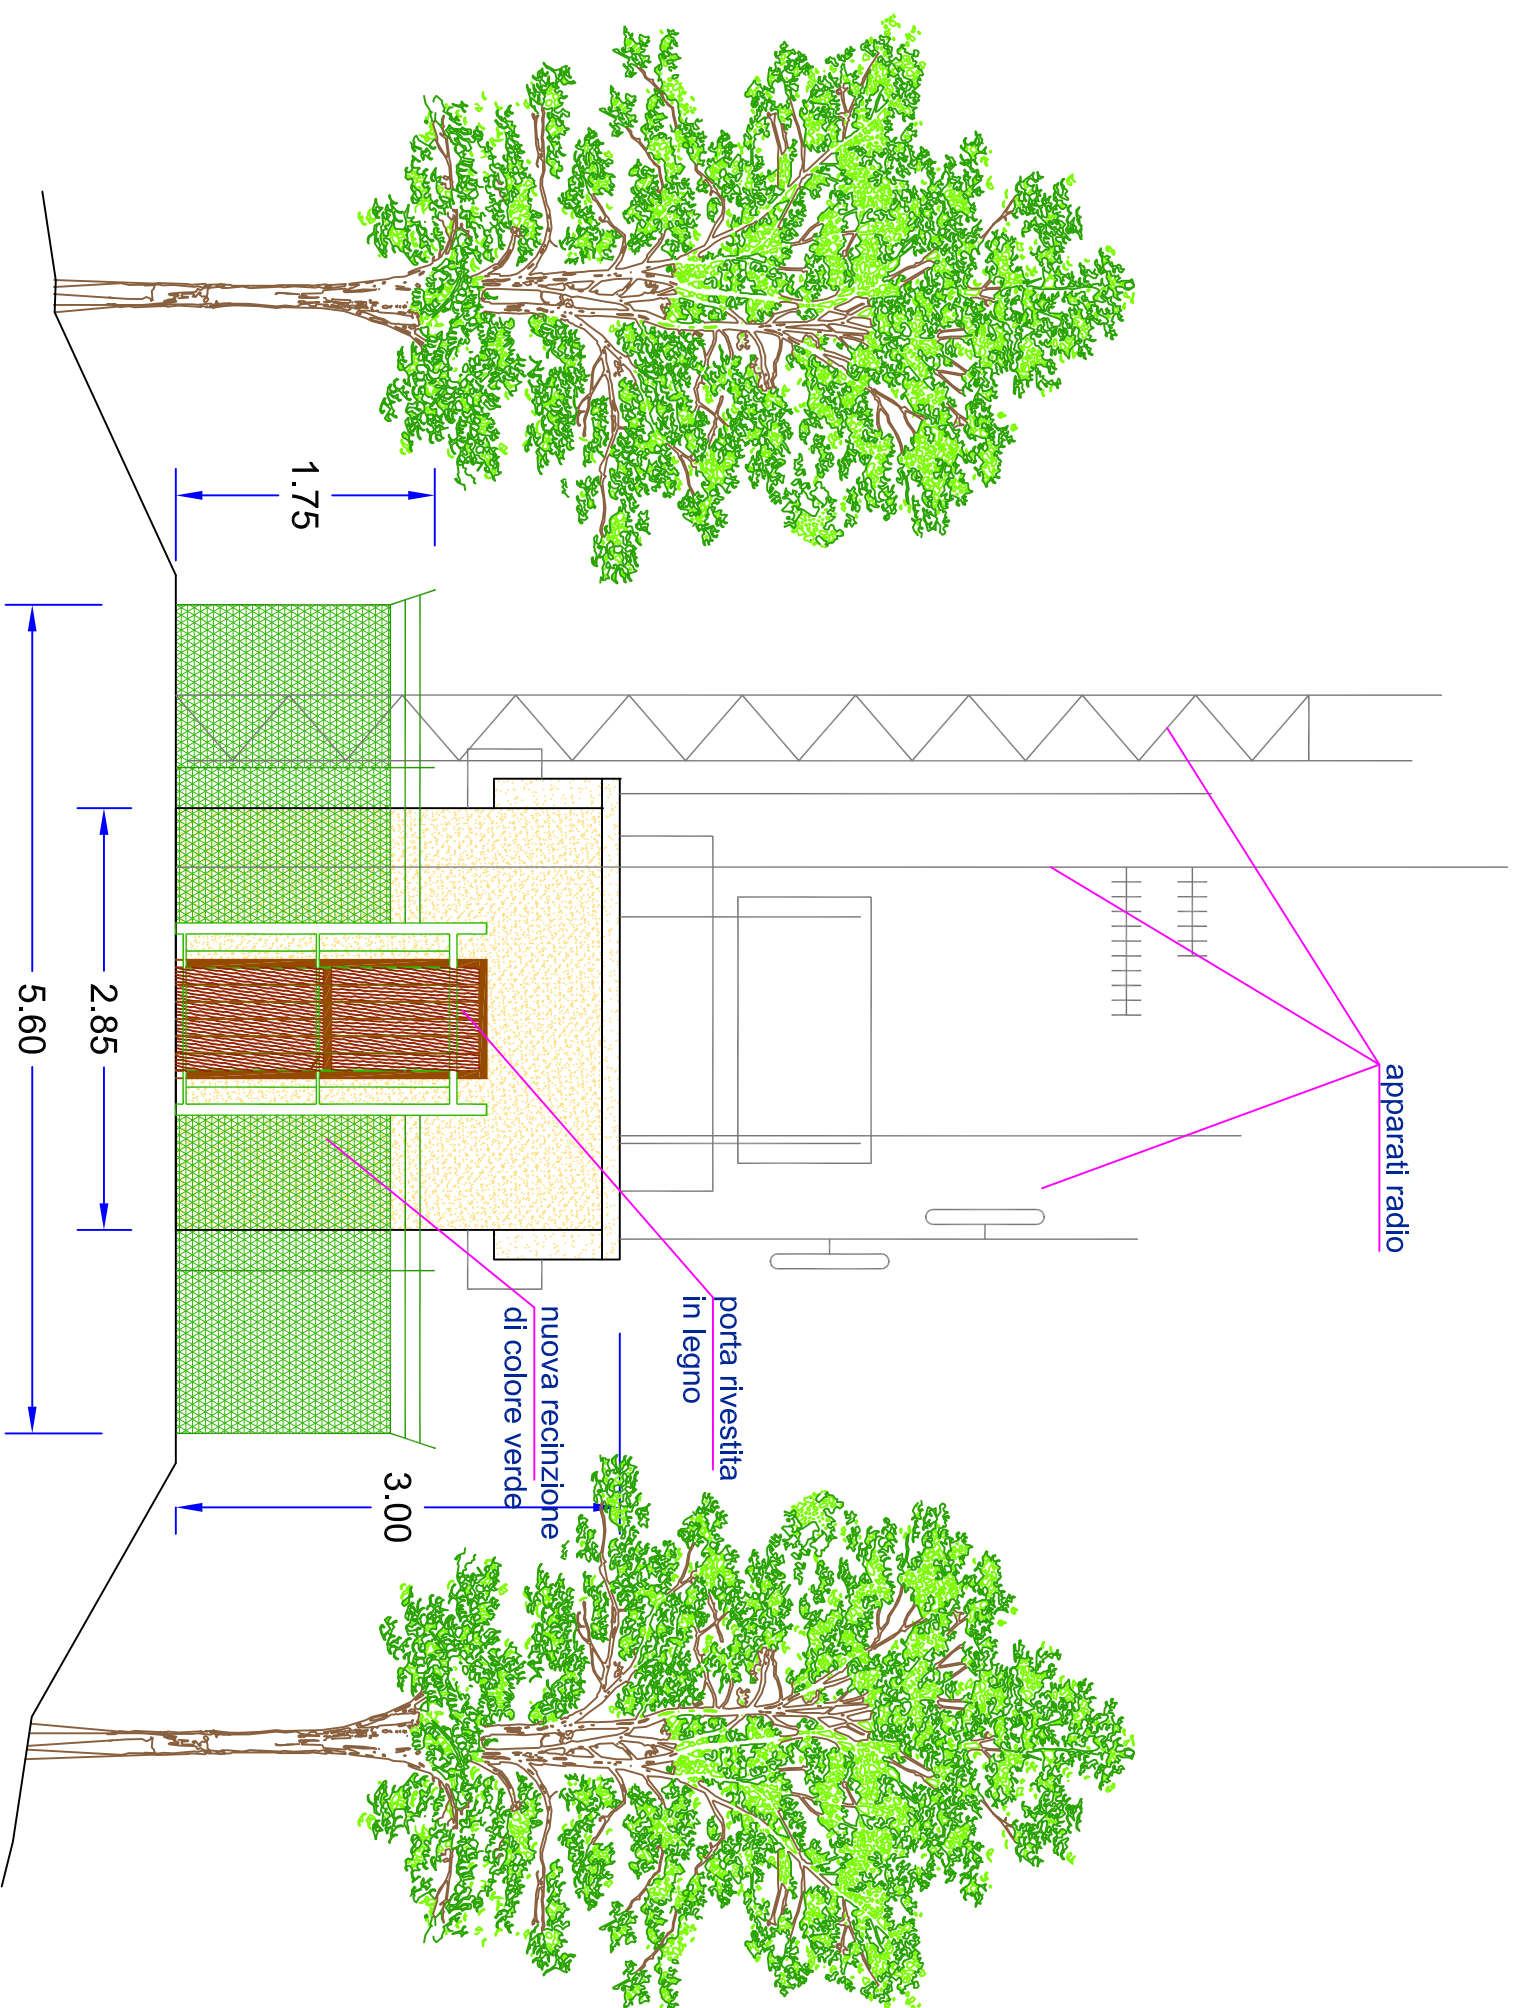 apparati radio
porta rivestita
in legno
nuova recinzione
di colore verde
1.75
3.00
2.85
5.60